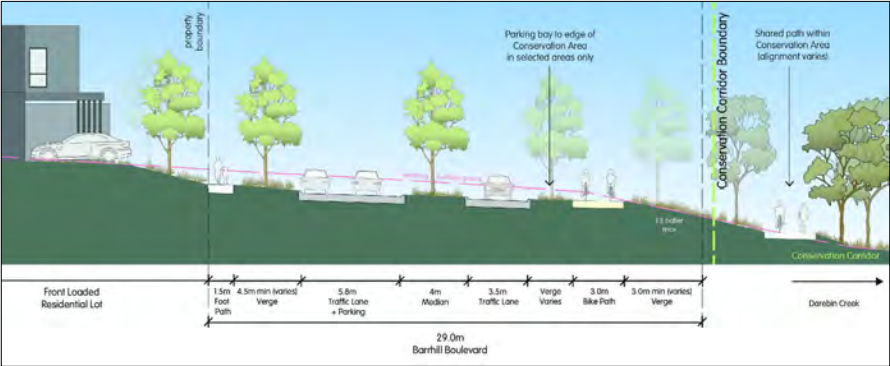 property
boundary
Parking bay to edge of
Conservation Area
in selected areas only
Conservation Corridor Boundary
Shared path within
Conservation Area
(alignment varies)
batter
max
Conservation Corridor
Front Loaded
Residential Lot
1.5m
Foot
Path
4.5m min (varies)
Verge
5.8m
Traffic Lane
+ Parking
4m
Median
3.5m
Traffic Lane
Verge
Varies
3.0m
Bike Path
3.0m min (varies)
Verge
Darebin Creek
29.0m
Barrhill Boulevard